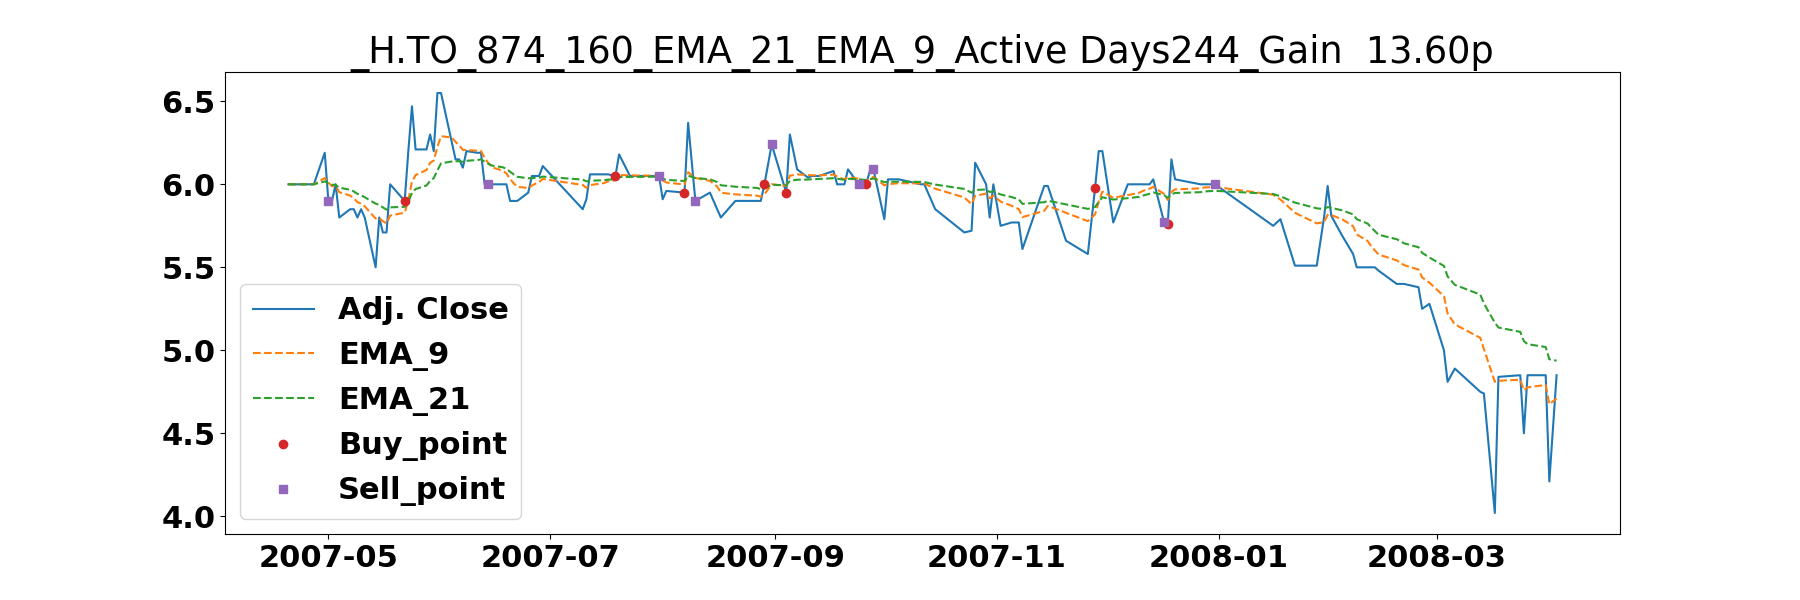 _H.TO_874_160_EMA_21_EMA_9_Active Days244_Gain  13.60p
6.5
6.0
5.5
5.0
4.5
4.0
Adj. Close
EMA_9
EMA_21
Buy_point
Sell_point
2007-05 2007-07 2007-09 2007-11 2008-01 2008-03